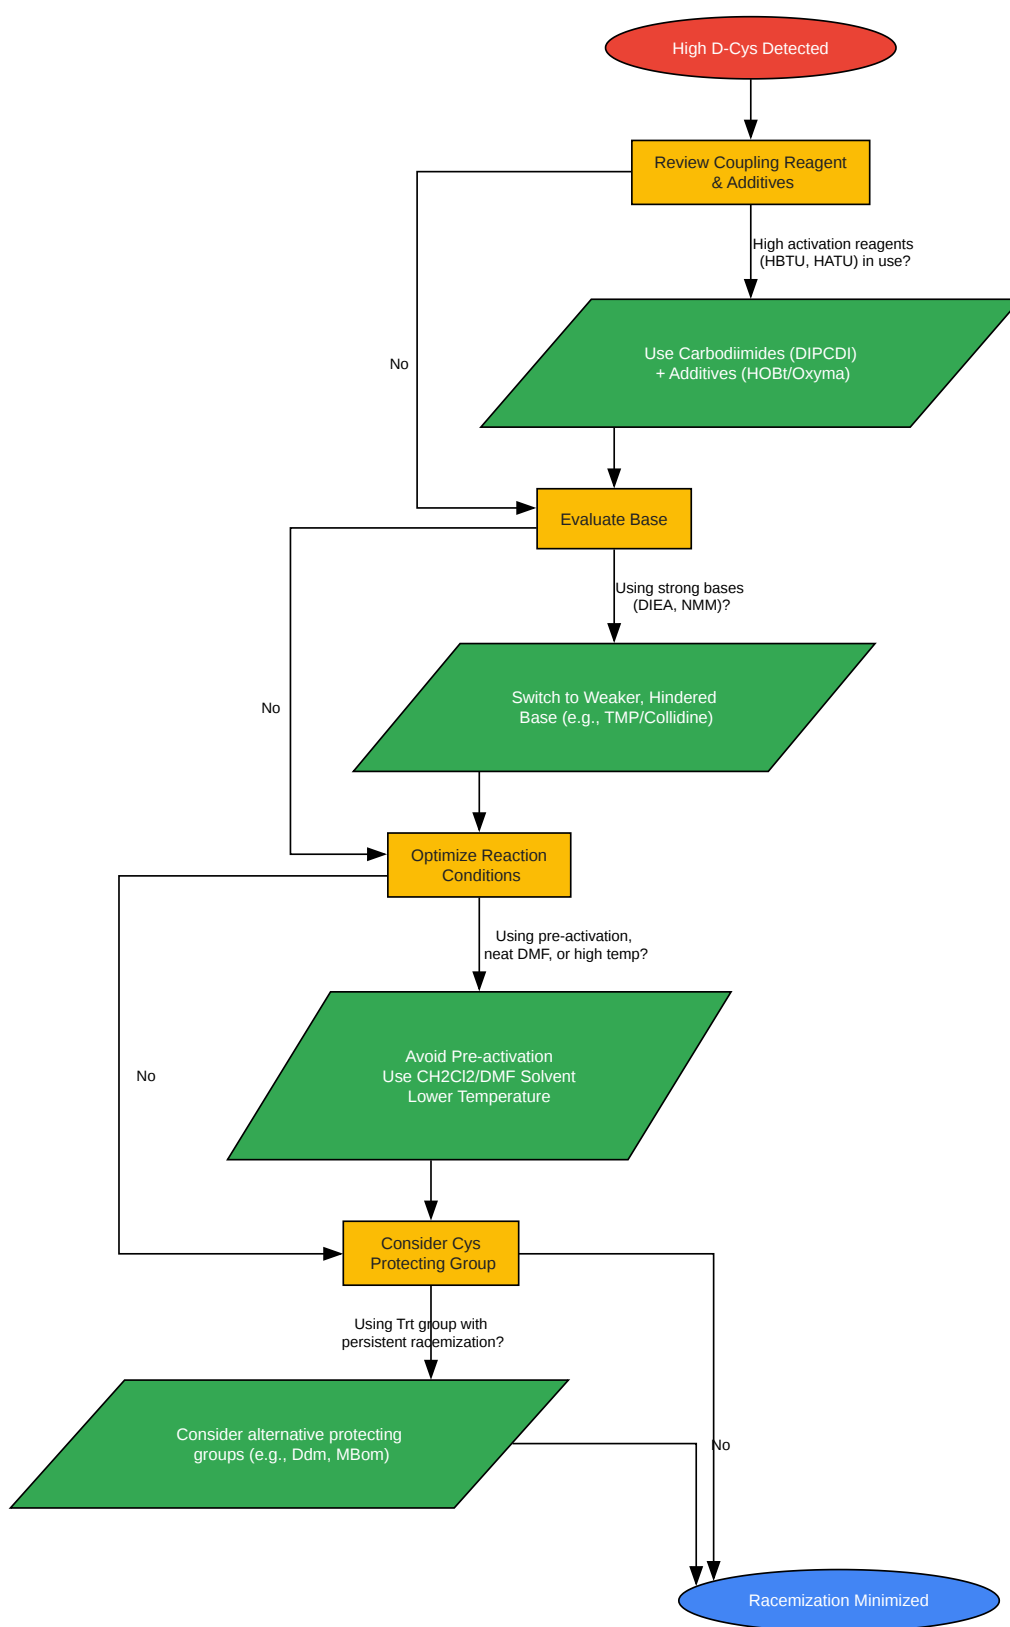 High D-Cys Detected
Review Coupling Reagent
& Additives
High activation reagents
(HBTU, HATU) in use?
Use Carbodiimides (DIPCDI)
+ Additives (HOBt/Oxyma)
No
Evaluate Base
Using strong bases
(DIEA, NMM)?
Switch to Weaker, Hindered
Base (e.g., TMP/Collidine)
No
Optimize Reaction
Conditions
Using pre-activation,
neat DMF, or high temp?
Avoid Pre-activation
Use CH2Cl2/DMF Solvent
Lower Temperature
No
Consider Cys
Protecting Group
Using Trt group with
persistent racemization?
Consider alternative protecting
groups (e.g., Ddm, MBom)
No
Racemization Minimized